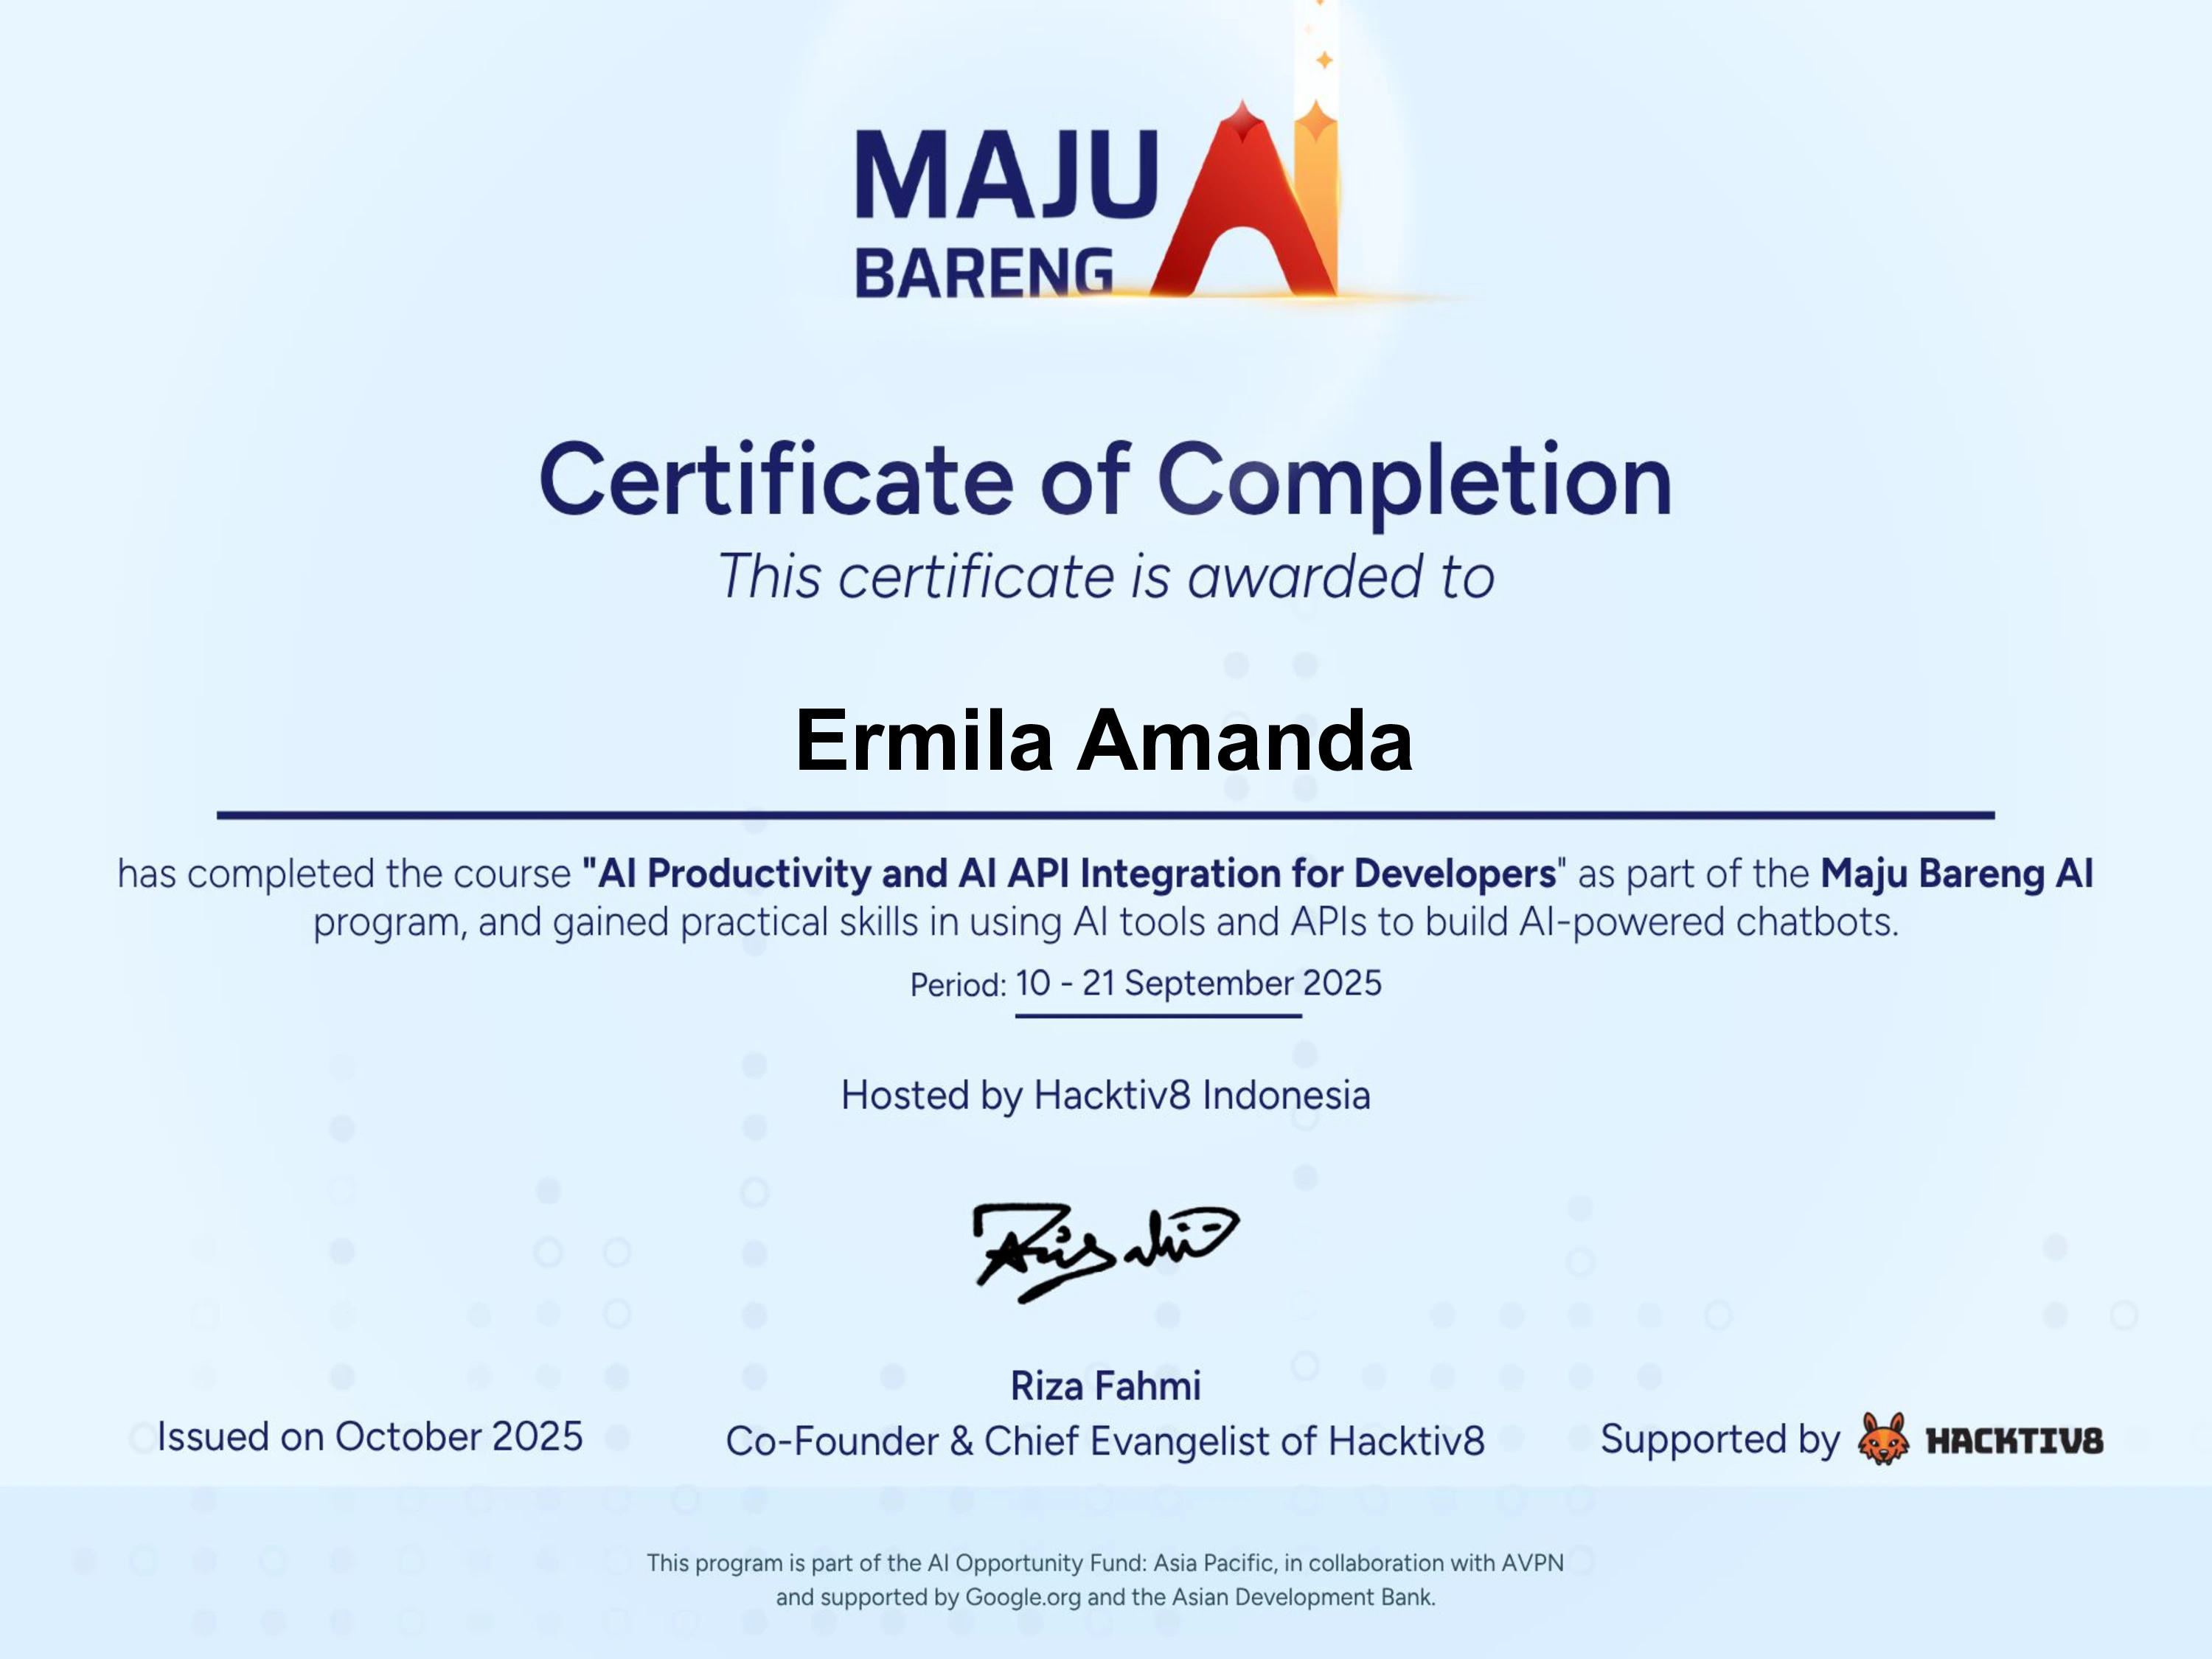 MAJU AI
BARENG
Certificate of Completion
This certificate is awarded to
Ermila Amanda
has completed the course "AI Productivity and AI API Integration for Developers" as part of the Maju Bareng AI
program, and gained practical skills in using AI tools and APIs to build AI-powered chatbots.
Period: 10 - 21 September 2025
Hosted by Hacktiv8 Indonesia
Riza Fahmi
Issued on October 2025
Co-Founder & Chief Evangelist of Hacktiv8
Supported by HACKTIV8
This program is part of the AI Opportunity Fund: Asia Pacific, in collaboration with AVPN
and supported by Google.org and the Asian Development Bank.